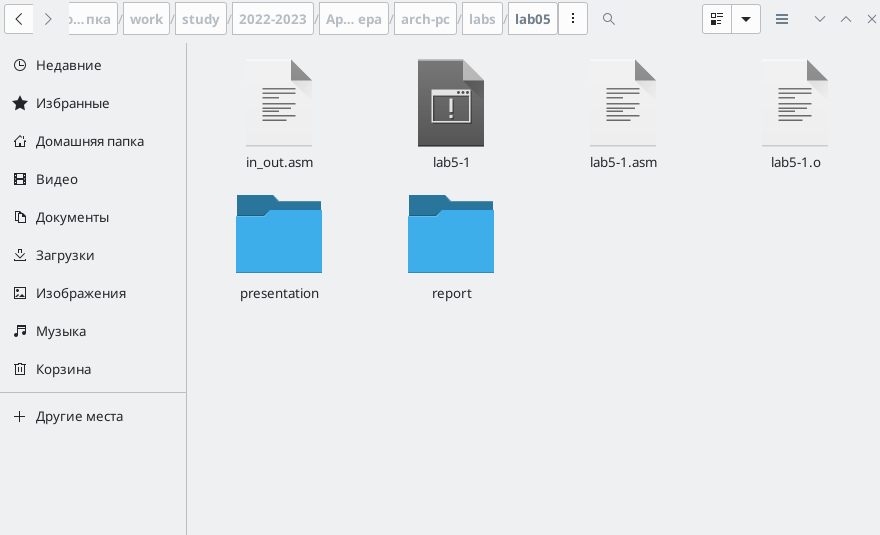 о...пка / work / study / 2022-2023 / Ар... ера / arch-pc / labs / lab05
Недавние
Избранные
Домашняя папка
Видео
Документы
Загрузки
Изображения
Музыка
Корзина
Другие места
in_out.asm
lab5-1
lab5-1.asm
lab5-1.o
presentation
report